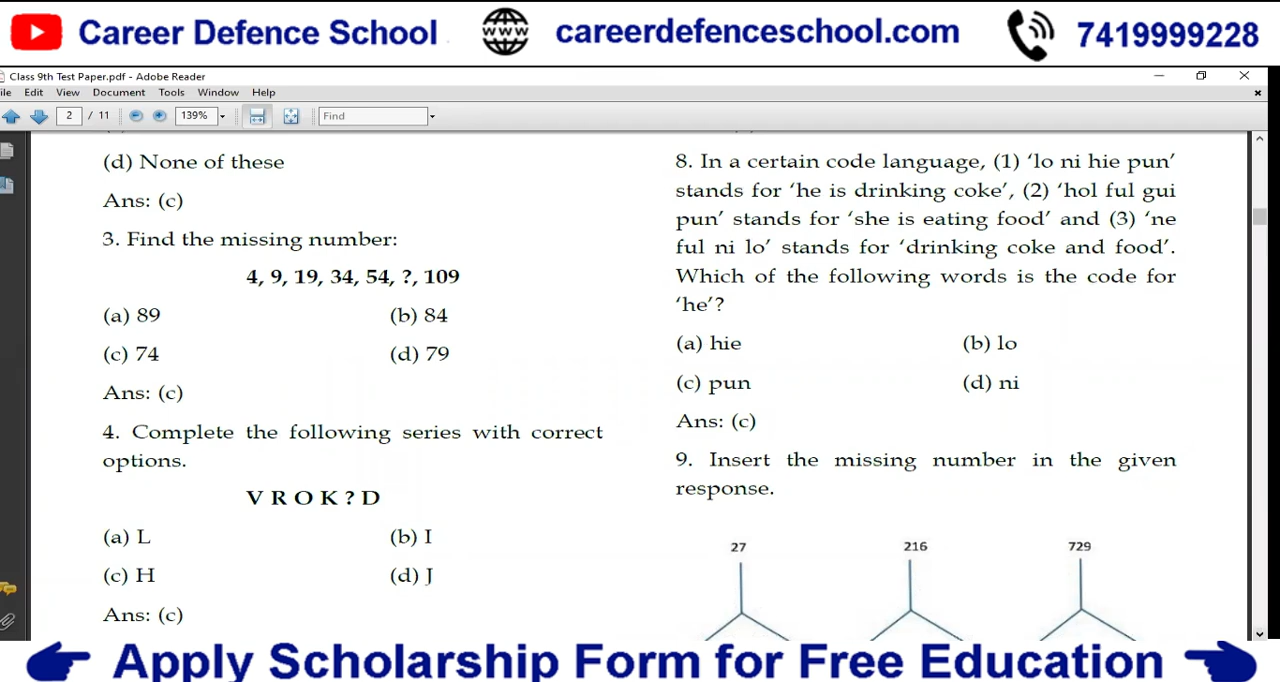 Career Defence School
www
careerdefenceschool.com
7419999228
Class 9th Test Paper.pdf - Adobe Reader
ile Edit View Document Tools Window Help
2 / 11 139% Find
(d) None of these
Ans: (c)
3. Find the missing number:
4, 9, 19, 34, 54, ?, 109
(a) 89 (b) 84
(c) 74 (d) 79
Ans: (c)
4. Complete the following series with correct
options.
V R O K ? D
(a) L (b) I
(c) H (d) J
Ans: (c)
8. In a certain code language, (1) ‘lo ni hie pun’
stands for ‘he is drinking coke’, (2) ‘hol ful gui
pun’ stands for ‘she is eating food’ and (3) ‘ne
ful ni lo’ stands for ‘drinking coke and food’.
Which of the following words is the code for
‘he’?
(a) hie (b) lo
(c) pun (d) ni
Ans: (c)
9. Insert the missing number in the given
response.
27 216 729
Apply Scholarship Form for Free Education